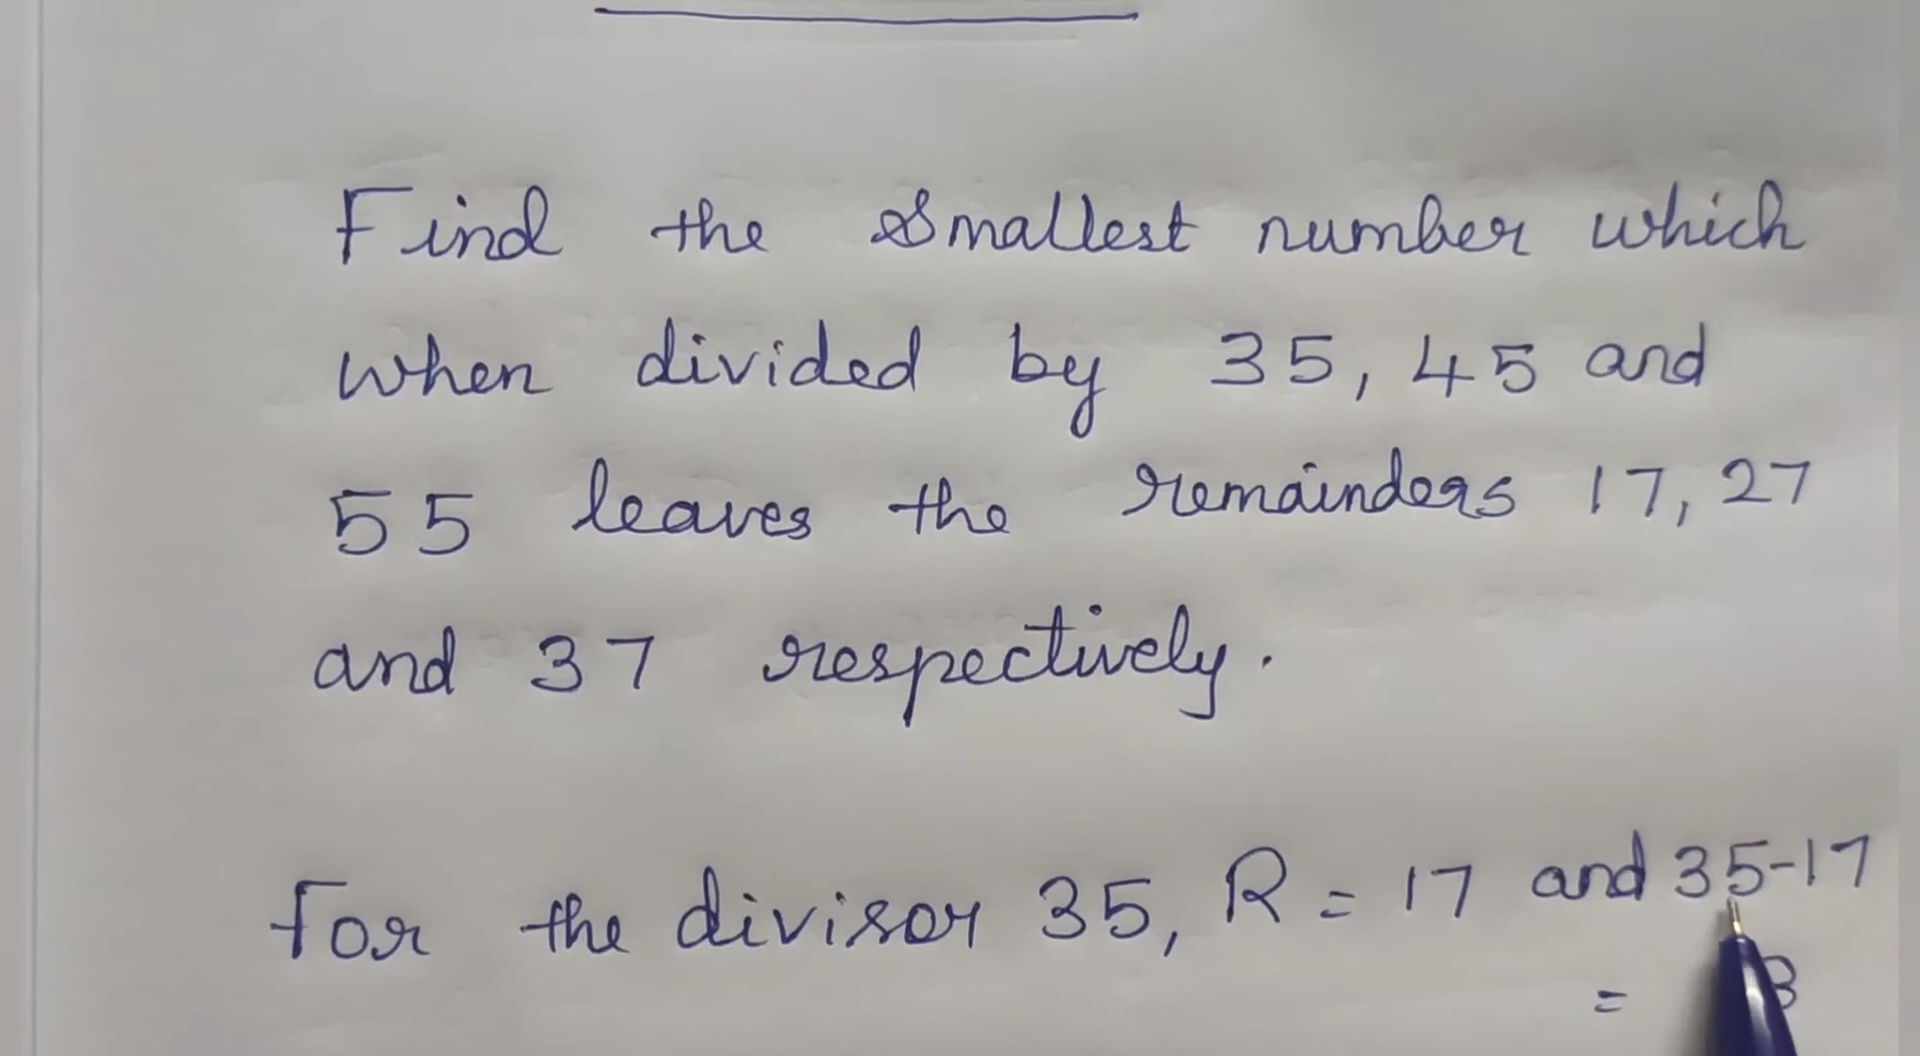 Find the smallest number which
when divided by 35, 45 and
55 leaves the remainders 17, 27
and 37 respectively.
For the divisor 35, R = 17 and 35-17
=